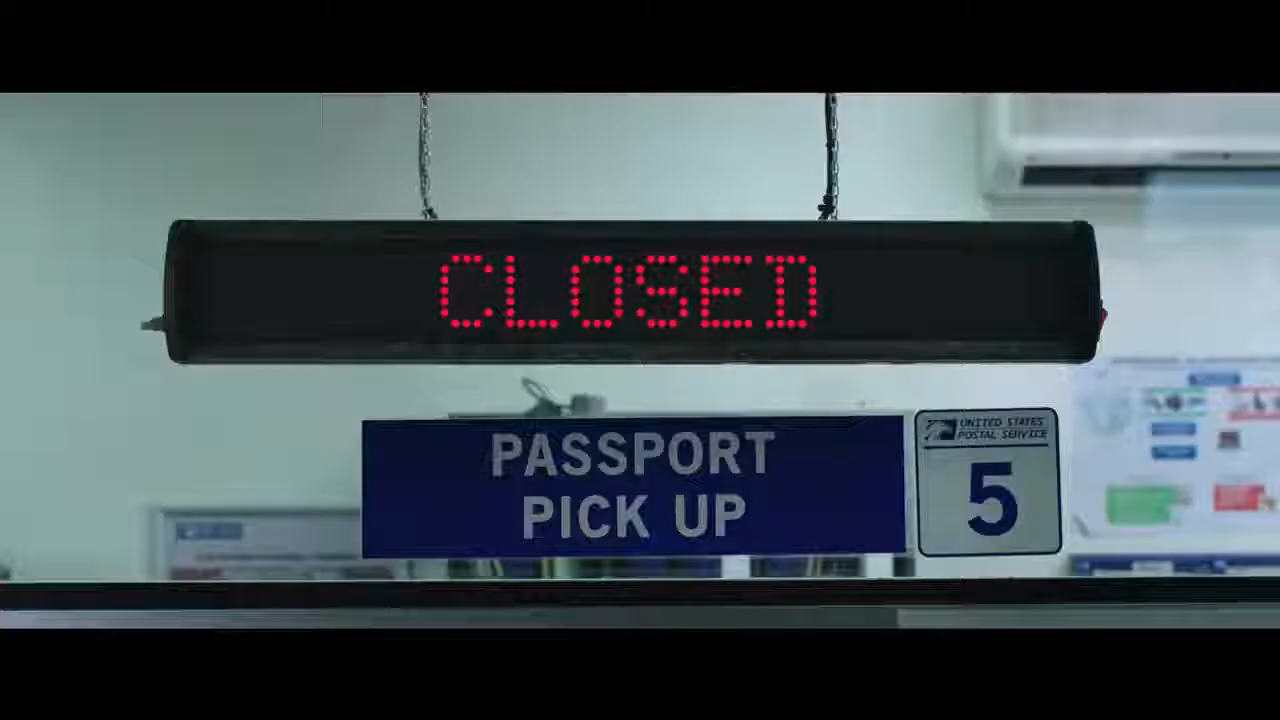 CLOSED
PASSPORT
PICK UP
UNITED STATES
POSTAL SERVICE
5